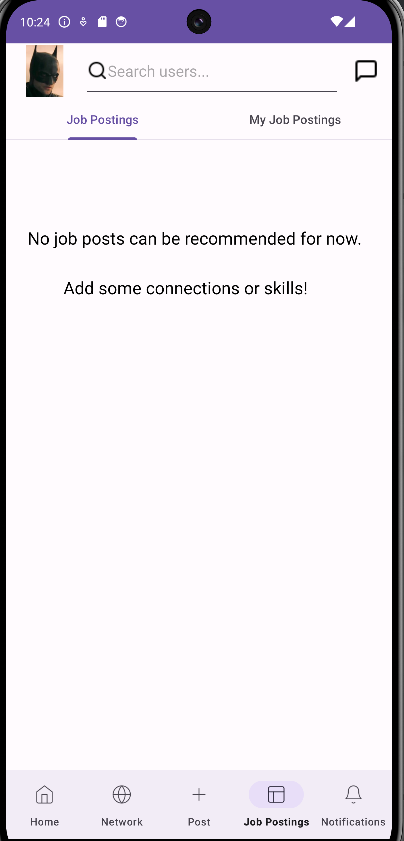 10:24
Search users...
Job Postings
My Job Postings
No job posts can be recommended for now.
Add some connections or skills!
Home
Network
Post
Job Postings
Notifications